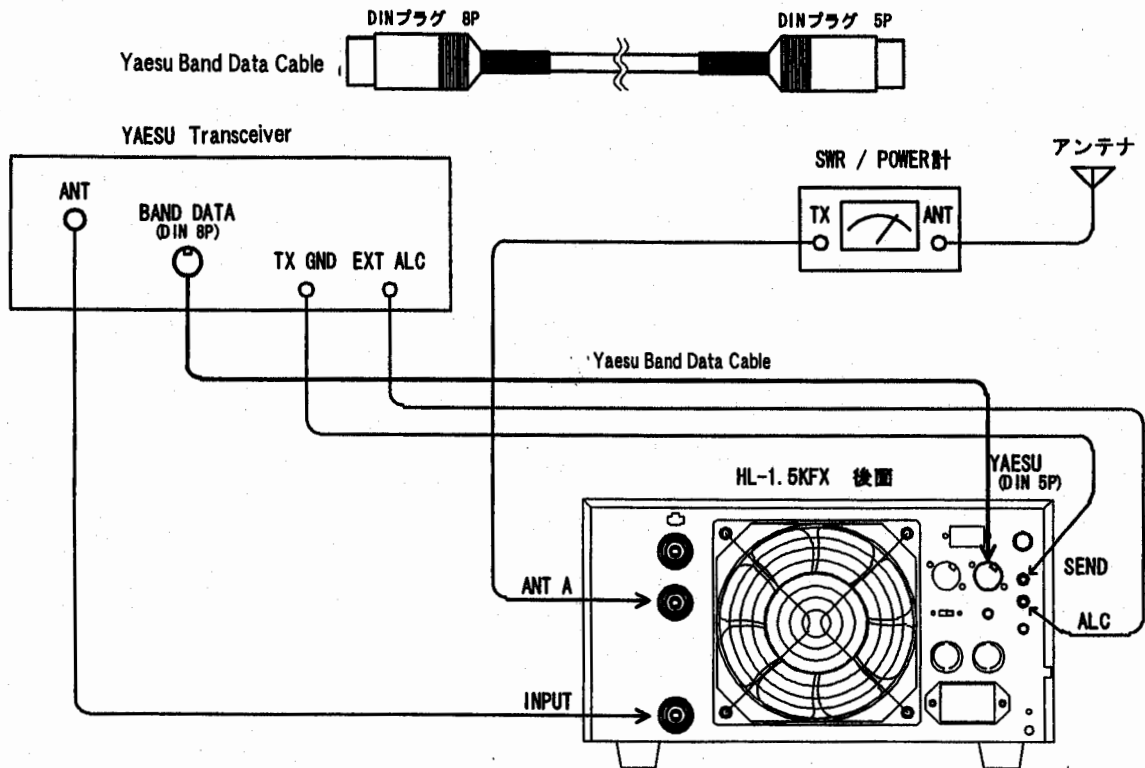 DINプラグ 8P
DINプラグ 5P
Yaesu Band Data Cable
YAESU Transceiver
SWR / POWER計
アンテナ
ANT
BAND DATA
(DIN 8P)
TX GND
EXT ALC
TX
ANT
Yaesu Band Data Cable
HL-1.5KFX 後面
YAESU
(DIN 5P)
SEND
ANT A
ALC
INPUT